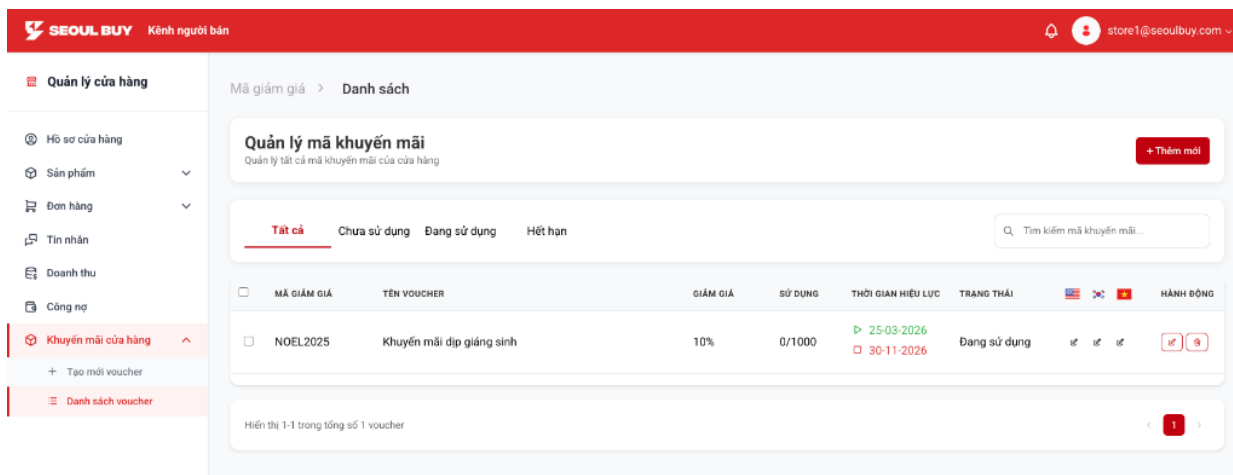 SEOUL BUY Kênh người bán
store1@seoulbuy.com
Quản lý cửa hàng
Mã giảm giá > Danh sách
Hồ sơ cửa hàng
Sản phẩm
Đơn hàng
Tin nhắn
Doanh thu
Công nợ
Khuyến mãi cửa hàng
+ Tạo mới voucher
Danh sách voucher
Quản lý mã khuyến mãi
Quản lý tất cả mã khuyến mãi của cửa hàng
+ Thêm mới
Tất cả Chưa sử dụng Đang sử dụng Hết hạn
Tìm kiếm mã khuyến mãi...
MÃ GIẢM GIÁ TÊN VOUCHER GIẢM GIÁ SỬ DỤNG THỜI GIAN HIỆU LỰC TRẠNG THÁI HÀNH ĐỘNG
NOEL2025 Khuyến mãi dịp giáng sinh 10% 0/1000 25-03-2026 Đang sử dụng
30-11-2026
Hiển thị 1-1 trong tổng số 1 voucher
< 1 >